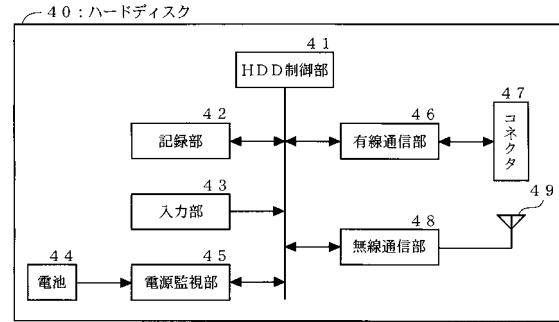 40:ハードディスク
41
HDD制御部
42
記録部
46
有線通信部
47
コネクタ
43
入力部
48
無線通信部
49
44
電池
45
電源監視部